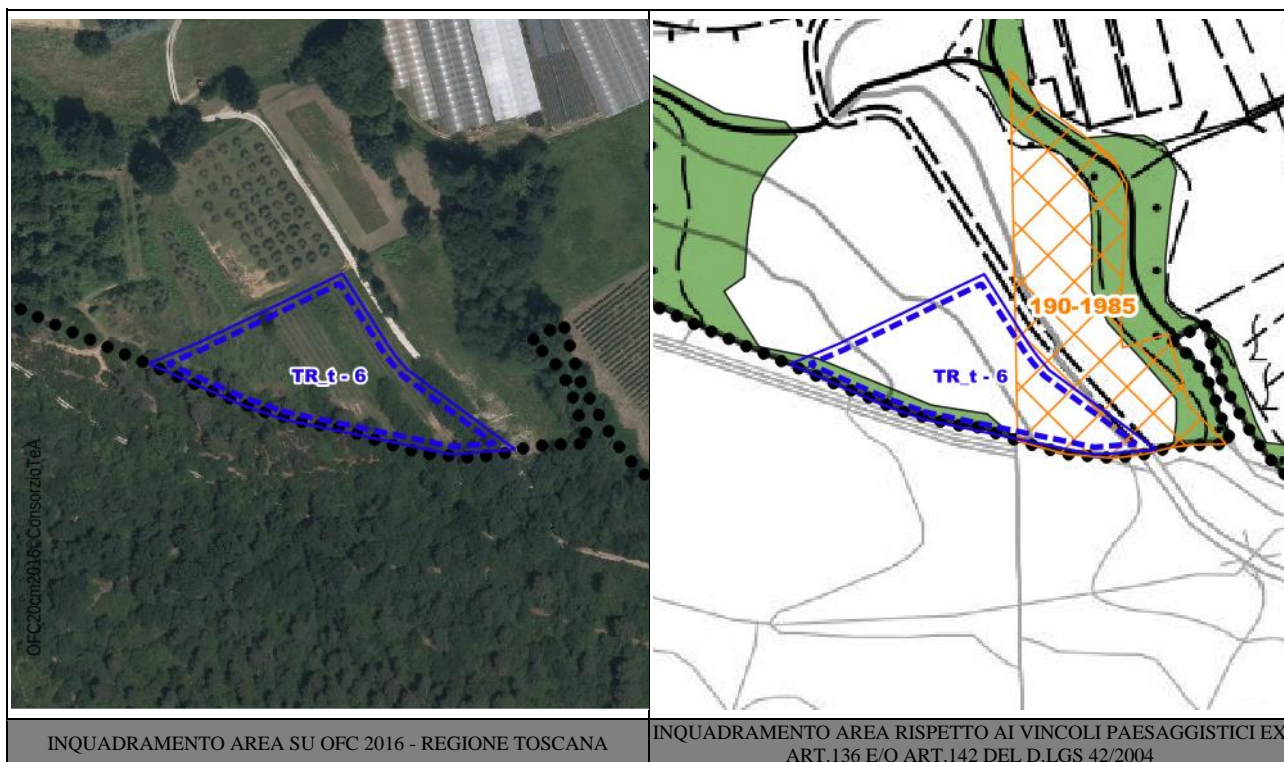 TR_t - 6
OFC20cm2016c ConsorzioTeA
190-1985
TR_t - 6
INQUADRAMENTO AREA SU OFC 2016 - REGIONE TOSCANA
INQUADRAMENTO AREA RISPETTO AI VINCOLI PAESAGGISTICI EX
ART.136 E/O ART.142 DEL D.LGS 42/2004